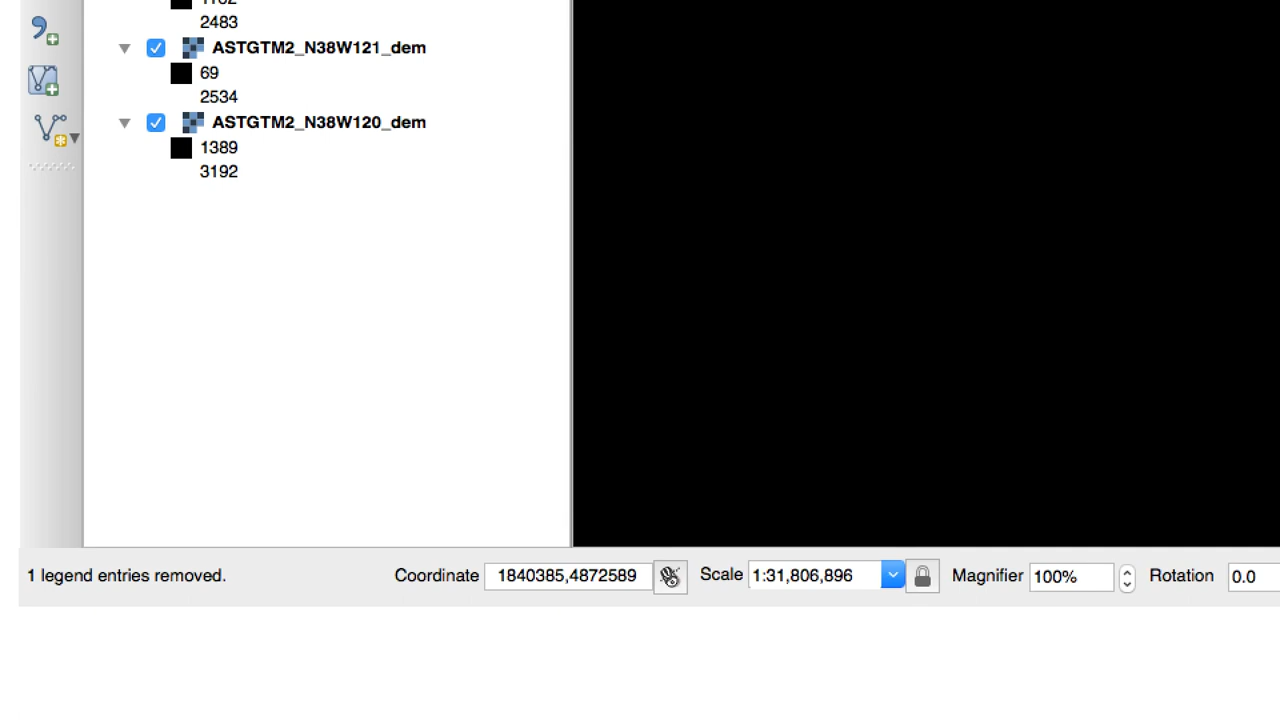 2483
ASTGTM2_N38W121_dem
69
2534
ASTGTM2_N38W120_dem
1389
3192
1 legend entries removed. Coordinate 1840385,4872589 Scale 1:31,806,896 Magnifier 100% Rotation 0.0